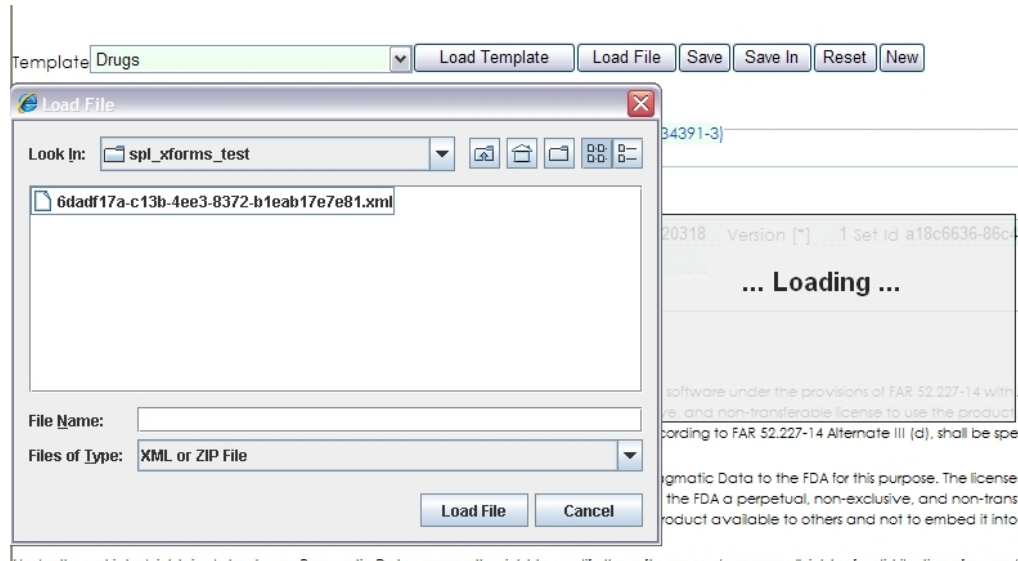 Template Drugs Load Template Load File Save Save In Reset New
Load File
34391-3)
Look In: spl_xforms_test
6dadf17a-c13b-4ee3-8372-b1eab17e7e81.xml
20318 Version [*] 1 Set Id a18c6636-86c4
... Loading ...
software under the provisions of FAR 52.227-14 with
File Name:
ve, and non-transferable license to use the product
cording to FAR 52.227-14 Alternate III (d), shall be spe
Files of Type: XML or ZIP File
agmatic Data to the FDA for this purpose. The license
the FDA a perpetual, non-exclusive, and non-trans
Load File Cancel
roduct available to others and not to embed it into